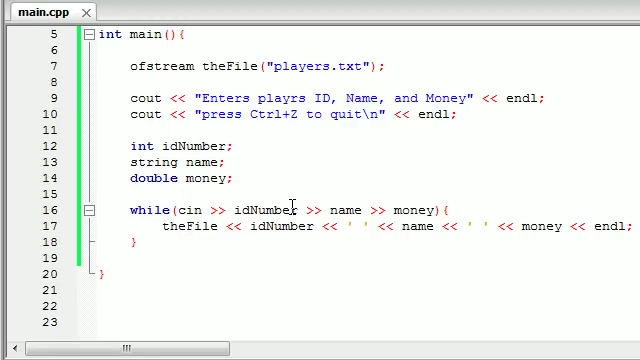 main.cpp
5 int main(){
6
7 ofstream theFile("players.txt");
8
9 cout << "Enters playrs ID, Name, and Money" << endl;
10 cout << "press Ctrl+Z to quit\n" << endl;
11
12 int idNumber;
13 string name;
14 double money;
15
16 while(cin >> idNumber >> name >> money){
17 theFile << idNumber << ' ' << name << ' ' << money << endl;
18 }
19
20 }
21
22
23